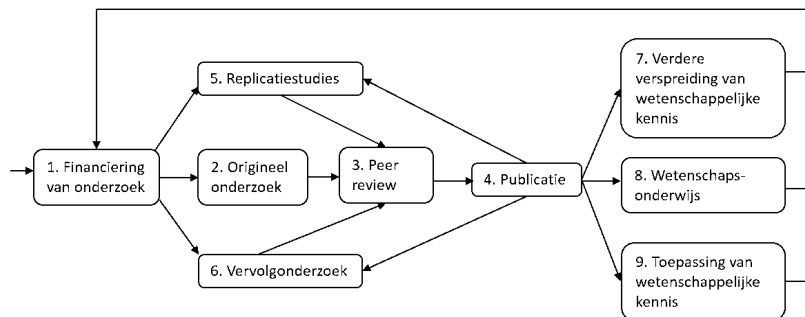 5. Replicatiestudies
1. Financiering
van onderzoek
2. Origineel
onderzoek
3. Peer
review
4. Publicatie
6. Vervolgonderzoek
7. Verdere
verspreiding van
wetenschappelijke
kennis
8. Wetenschaps-
onderwijs
9. Toepassing van
wetenschappelijke
kennis